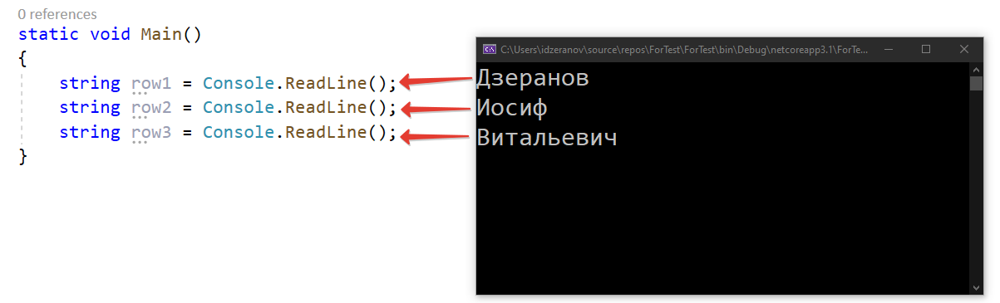 0 references
static void Main()
{
string row1 = Console.ReadLine();
string row2 = Console.ReadLine();
string row3 = Console.ReadLine();
}
C:\Users\idzeranov\source\repos\ForTest\ForTest\bin\Debug\netcoreapp3.1\ForTe...
Дзеранов
Иосиф
Витальевич